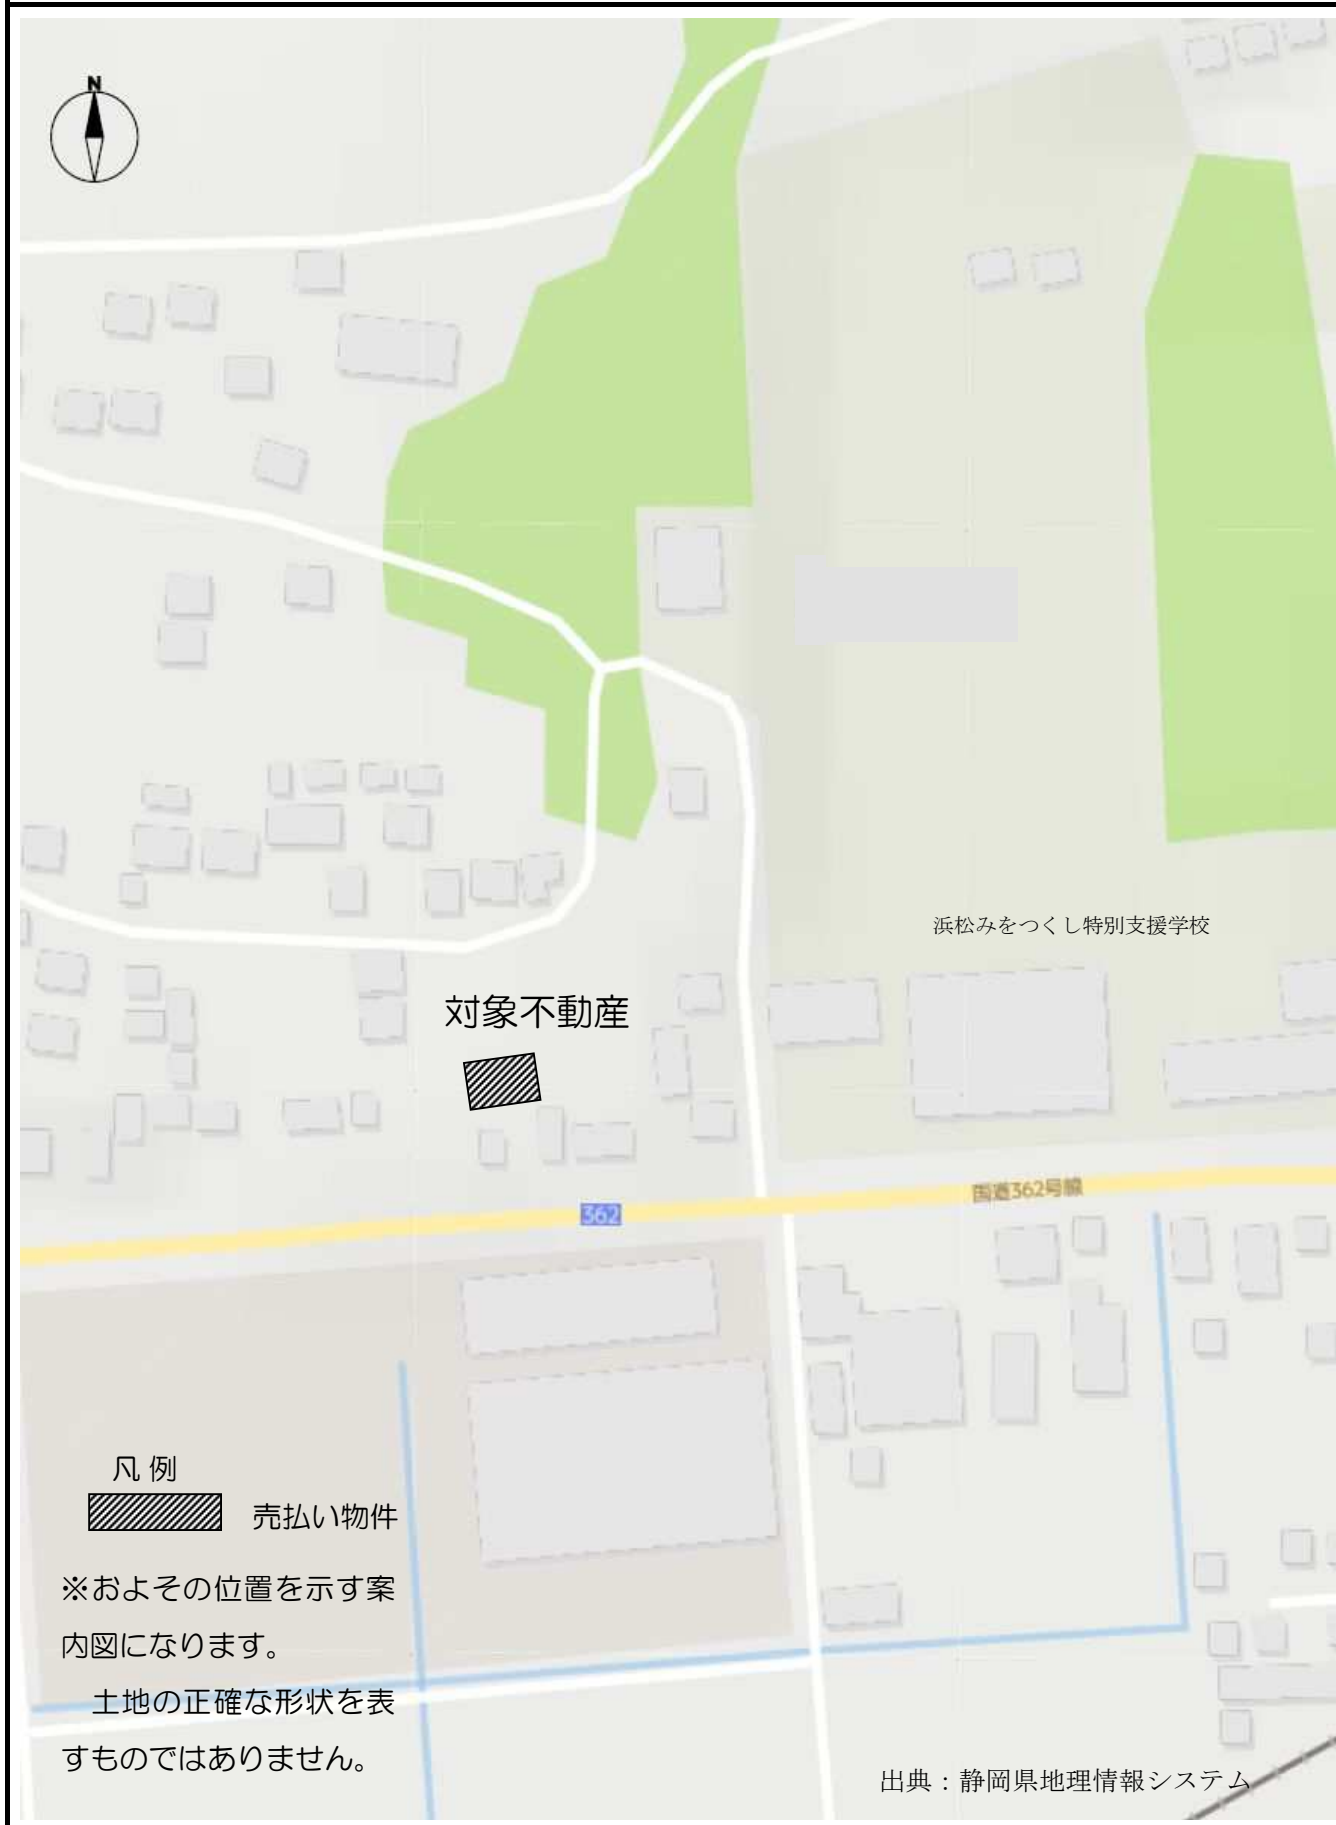 N
浜松みをつくし特別支援学校
対象不動産
国道362号線
362
凡 例
売払い物件
※およその位置を示す案
内図になります。
土地の正確な形状を表
すものではありません。
出典：静岡県地理情報システム